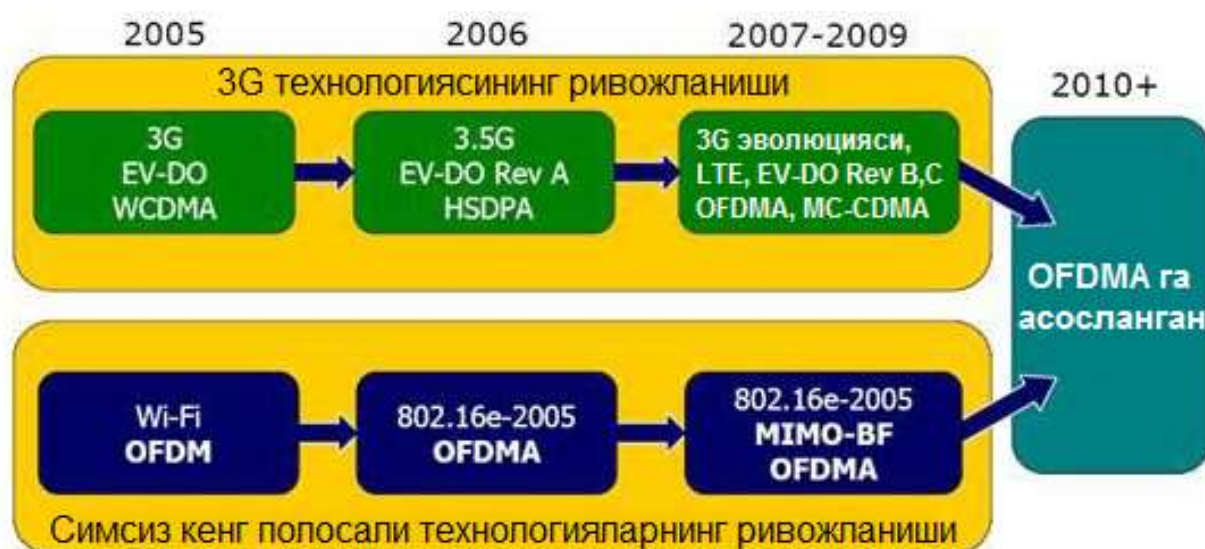 2005
2006
2007-2009
2010+
3G технологиясининг ривожланиши
3G
EV-DO
WCDMA
3.5G
EV-DO Rev A
HSDPA
3G эволюцияси,
LTE, EV-DO Rev B,C
OFDMA, MC-CDMA
OFDMA га
асосланган
Wi-Fi
OFDM
802.16e-2005
OFDMA
802.16e-2005
MIMO-BF
OFDMA
Симсиз кенг полосали технологияларнинг ривожланиши